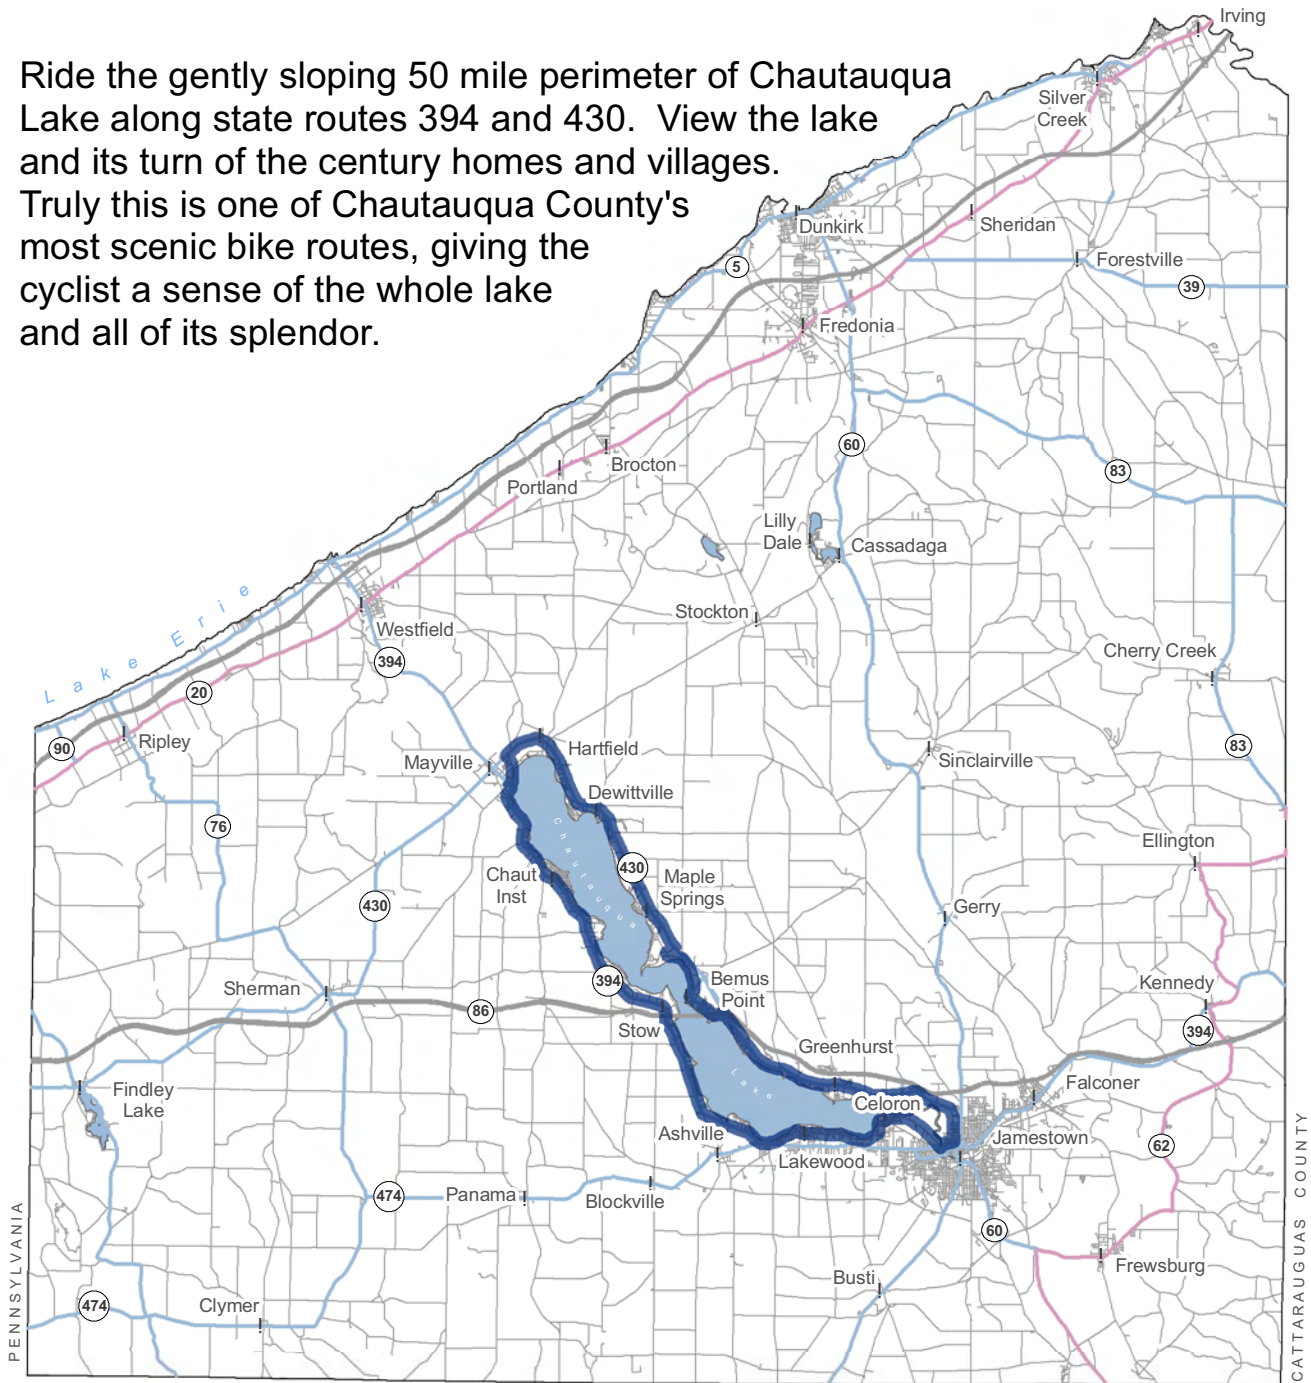 Ride the gently sloping 50 mile perimeter of Chautauqua
Lake along state routes 394 and 430.  View the lake
and its turn of the century homes and villages.
Truly this is one of Chautauqua County's
most scenic bike routes, giving the
cyclist a sense of the whole lake
and all of its splendor.
Irving
Silver
Creek
Dunkirk
Sheridan
5
Forestville
39
Fredonia
60
Brocton
83
Portland
Lilly
Dale
Cassadaga
Lake Erie
Stockton
Westfield
394
Cherry Creek
20
Ripley
90
Hartfield
Mayville
Sinclairville
83
Dewittville
76
Chautauqua
Ellington
430
Chaut
Inst
Maple
Springs
430
Gerry
394
Bemus
Point
Sherman
Kennedy
86
Stow
394
Greenhurst
Lake
Falconer
Findley
Lake
Celoron
Ashville
Jamestown
62
Lakewood
474
Panama
Blockville
60
PENNSYLVANIA
CATTARAUGUAS COUNTY
Frewsburg
Busti
474
Clymer